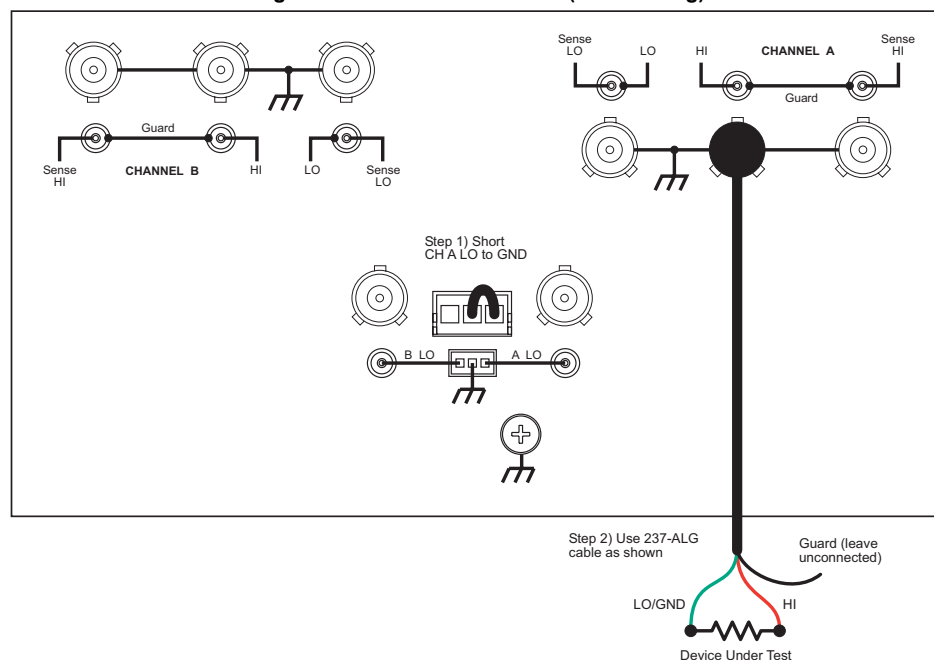 Sense
LO
LO
HI
CHANNEL A
Sense
HI
Guard
Guard
Sense
HI
CHANNEL B
HI
LO
Sense
LO
Step 1) Short
CH A LO to GND
B LO
A LO
Step 2) Use 237-ALG
cable as shown
Guard (leave
unconnected)
LO/GND
HI
Device Under Test